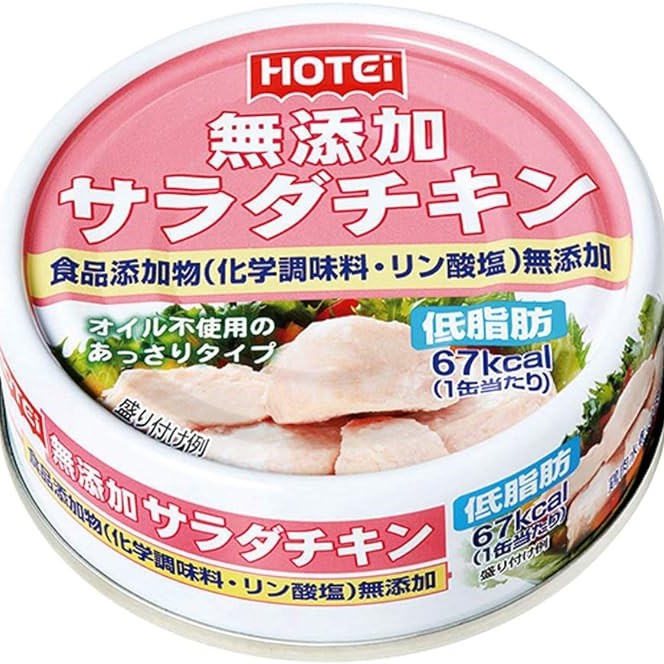 HOTEi
無添加
サラダチキン
食品添加物(化学調味料・リン酸塩)無添加
オイル不使用の
あっさりタイプ
低脂肪
67kcal
(1缶当たり)
盛り付け例
HOTEi
無添加 サラダチキン
食品添加物(化学調味料・リン酸塩)無添加
低脂肪
67kcal
(1缶当たり)
盛り付け例